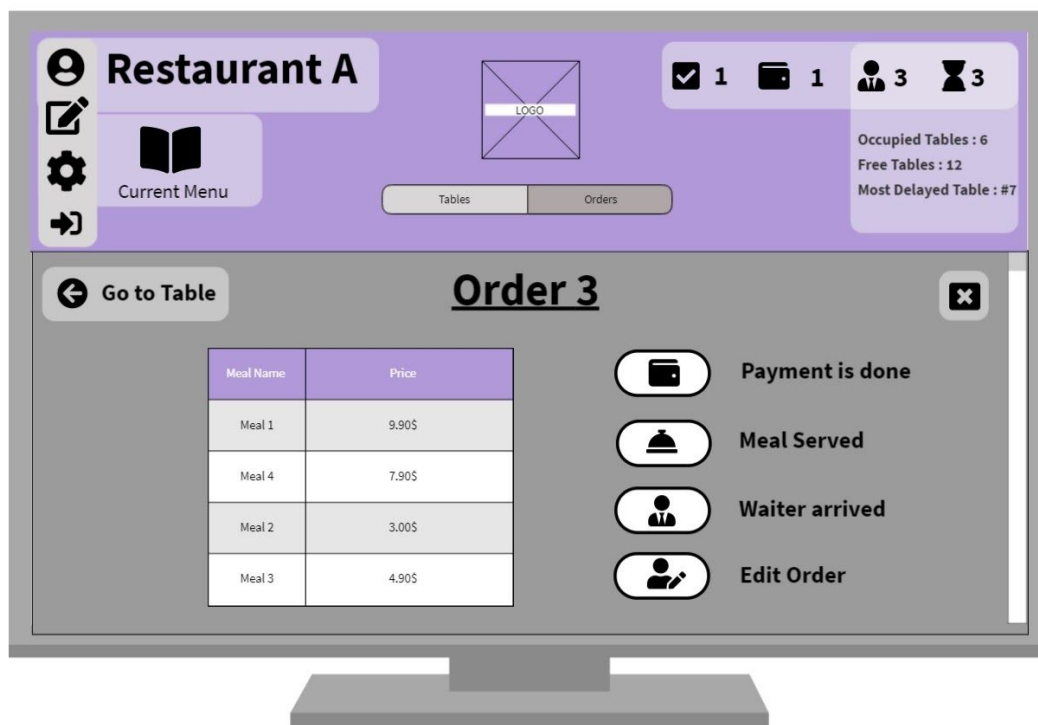 Restaurant A
1
1
3
3
LOGO
Current Menu
Occupied Tables : 6
Free Tables : 12
Most Delayed Table : #7
Tables
Orders
Go to Table
Order 3
Meal Name
Price
Meal 1
9.90$
Meal 4
7.90$
Meal 2
3.00$
Meal 3
4.90$
Payment is done
Meal Served
Waiter arrived
Edit Order